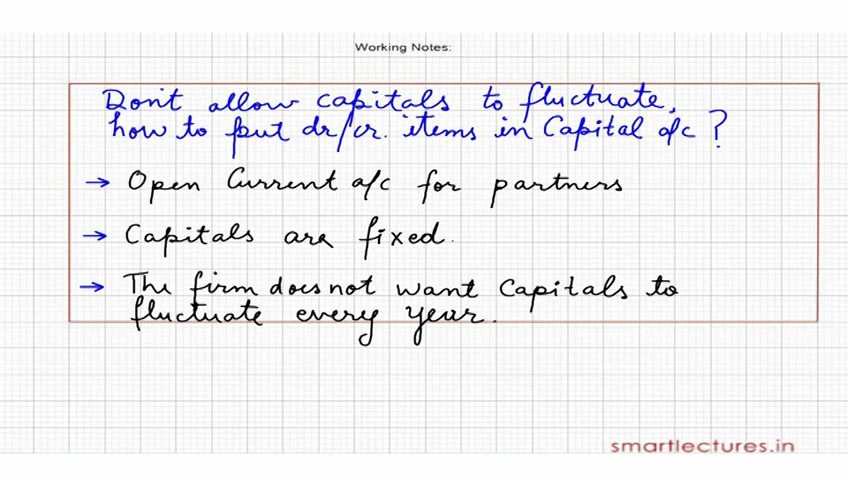 Working Notes:
Don't allow capitals to fluctuate,
how to put dr/cr. items in Capital a/c ?
→ Open Current a/c for partners
→ Capitals are fixed.
→ The firm does not want Capitals to
fluctuate every year.
smartlectures.in